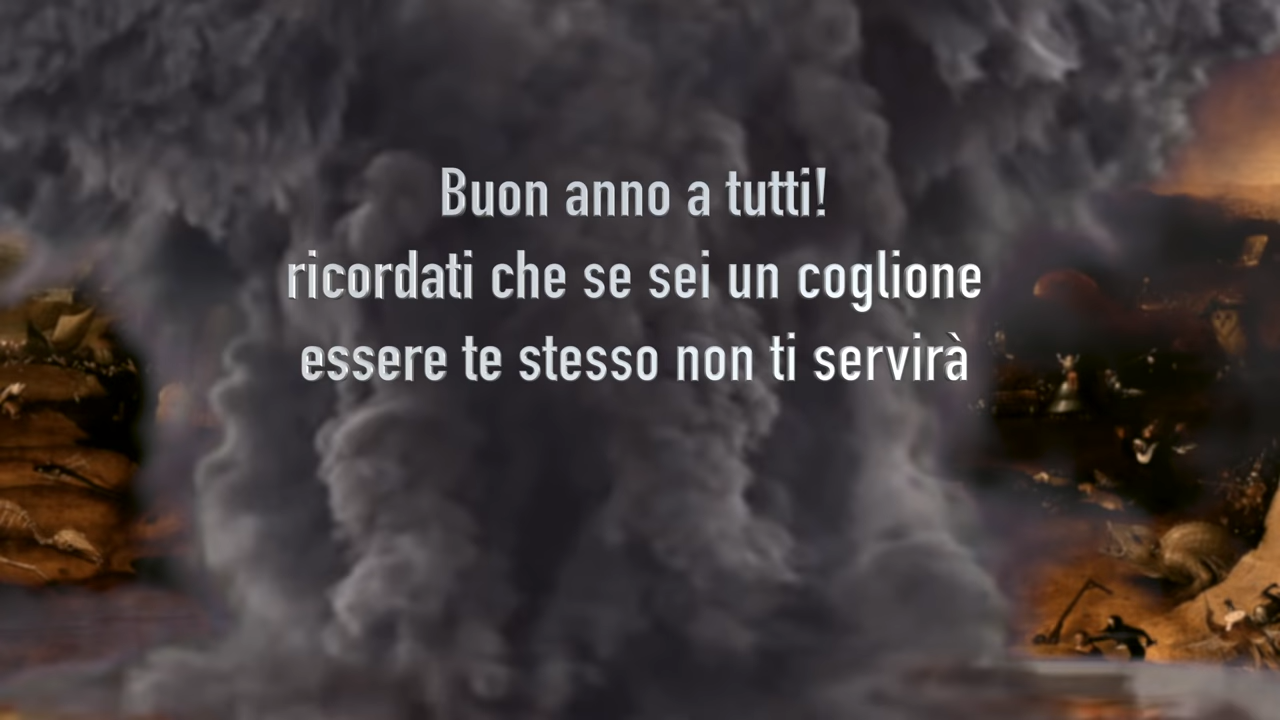 Buon anno a tutti!
ricordati che se sei un coglione
essere te stesso non ti servirà